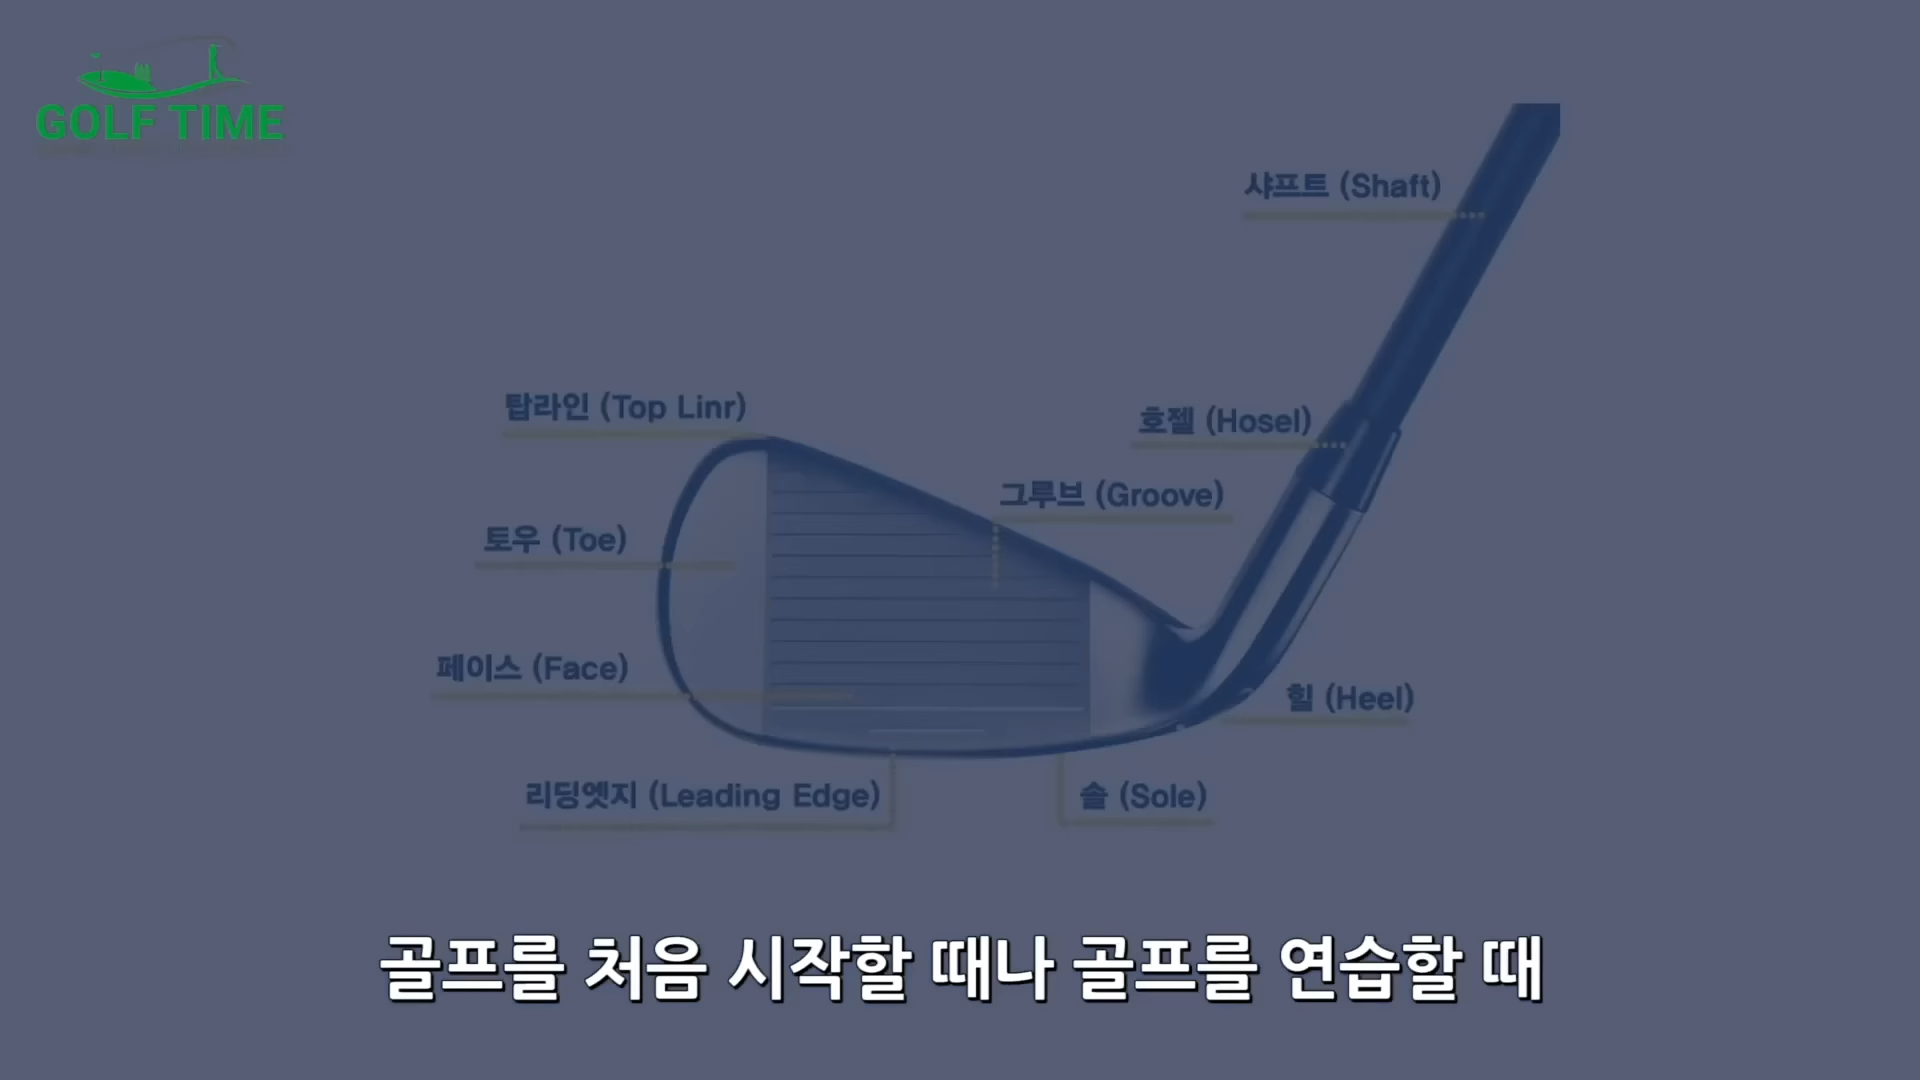 GOLF TIME
샤프트 (Shaft)
탑라인 (Top Linr)
호젤 (Hosel)
그루브 (Groove)
토우 (Toe)
페이스 (Face)
힐 (Heel)
리딩엣지 (Leading Edge)
솔 (Sole)
골프를 처음 시작할 때나 골프를 연습할 때